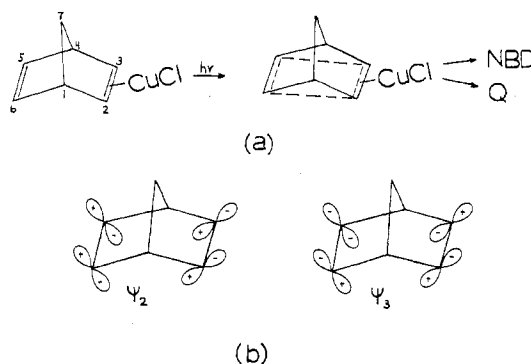 7
4
5
3
CuCl
hν
CuCl
NBD
Q
1
6
2
(a)
+ - - + + - - +
+ - - + + - - +
Ψ2
Ψ3
(b)